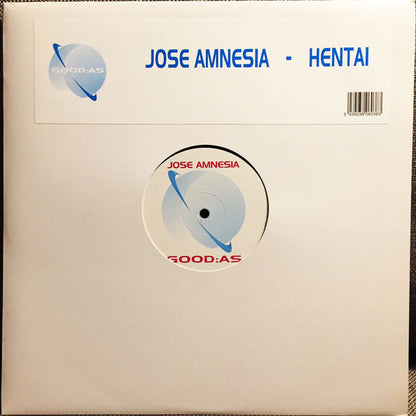 GOOD:AS
JOSE AMNESIA - HENTAI
JOSE AMNESIA
GOOD:AS